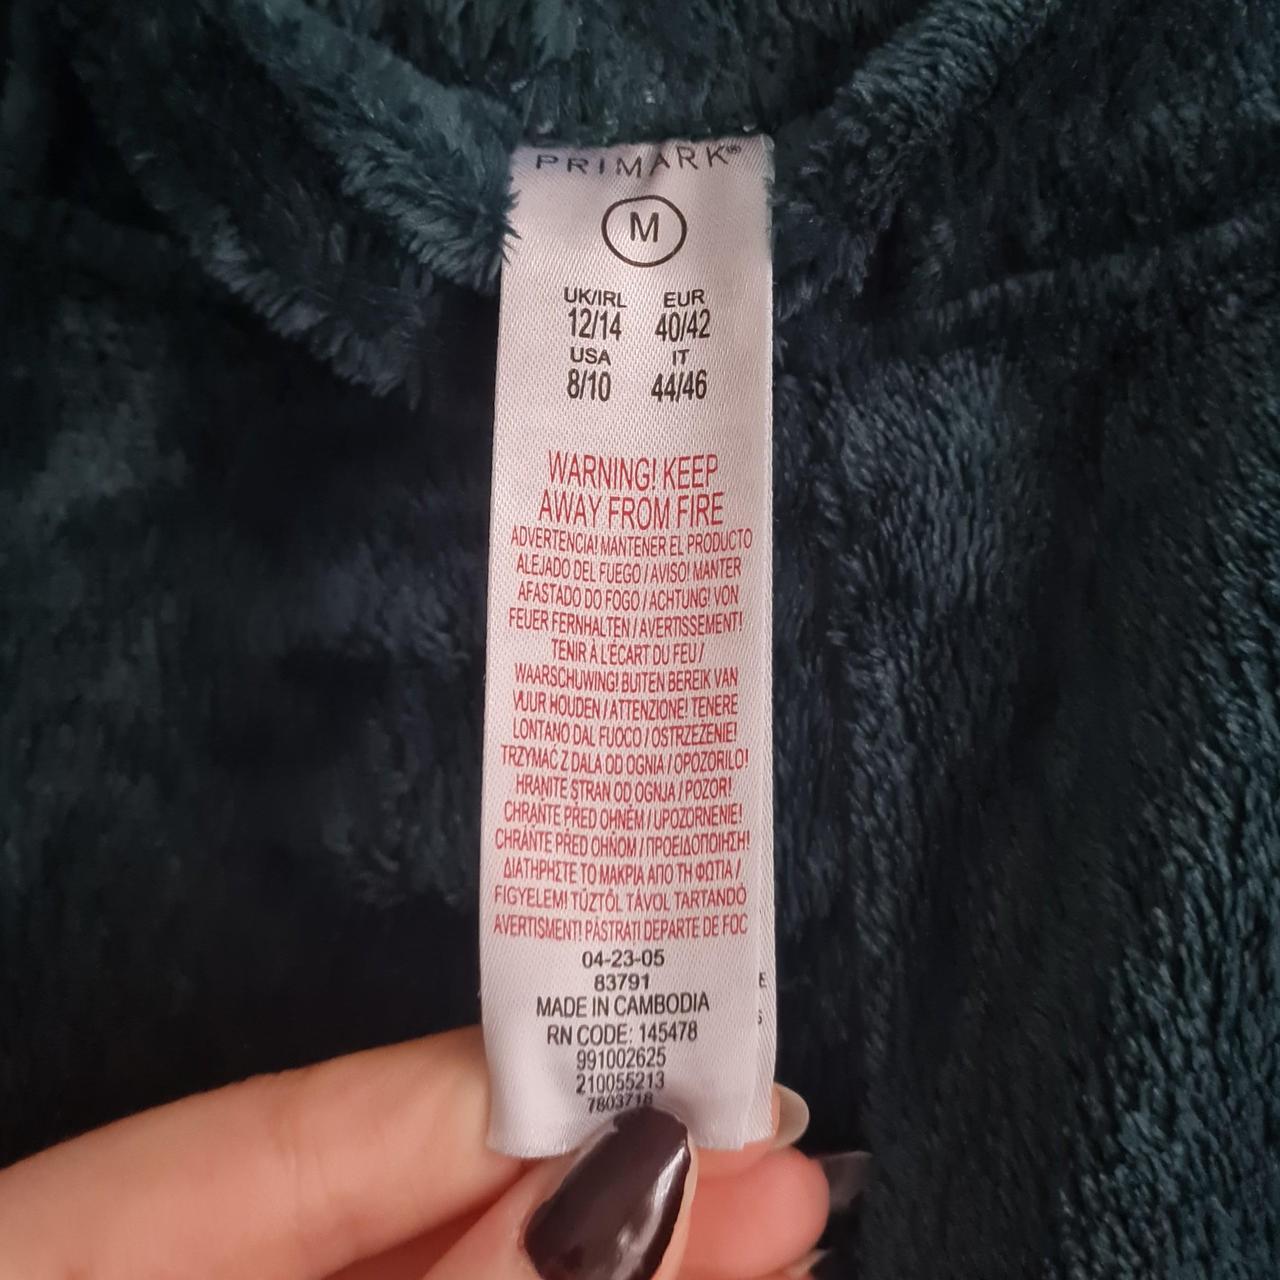 PRIMARK®
M
UK/IRL EUR
12/14 40/42
USA IT
8/10 44/46
WARNING! KEEP
AWAY FROM FIRE
ADVERTENCIA! MANTENER EL PRODUCTO
ALEJADO DEL FUEGO / AVISO! MANTER
AFASTADO DO FOGO / ACHTUNG! VON
FEUER FERNHALTEN / AVERTISSEMENT!
TENIR À L'ÉCART DU FEU /
WAARSCHUWING! BUITEN BEREIK VAN
VUUR HOUDEN / ATTENZIONE! TENERE
LONTANO DAL FUOCO / OSTRZEŻENIE!
TRZYMAĆ Z DALA OD OGNIA / OPOZORILO!
HRANITE STRAN OD OGNJA / POZOR!
CHRAŇTE PŘED OHNĚM / UPOZORNENIE!
CHRÁŇTE PRED OHŇOM / ΠΡΟΕΙΔΟΠΟΙΗΣΗ!
ΔΙΑΤΗΡΗΣΤΕ ΤΟ ΜΑΚΡΙΑ ΑΠΟ ΤΗ ΦΩΤΙΑ /
FIGYELEM! TŰZTŐL TÁVOL TARTANDÓ
AVERTISMENT! PĂSTRAȚI DEPARTE DE FOC
04-23-05
83791
MADE IN CAMBODIA
RN CODE: 145478
991002625
210055213
7803718